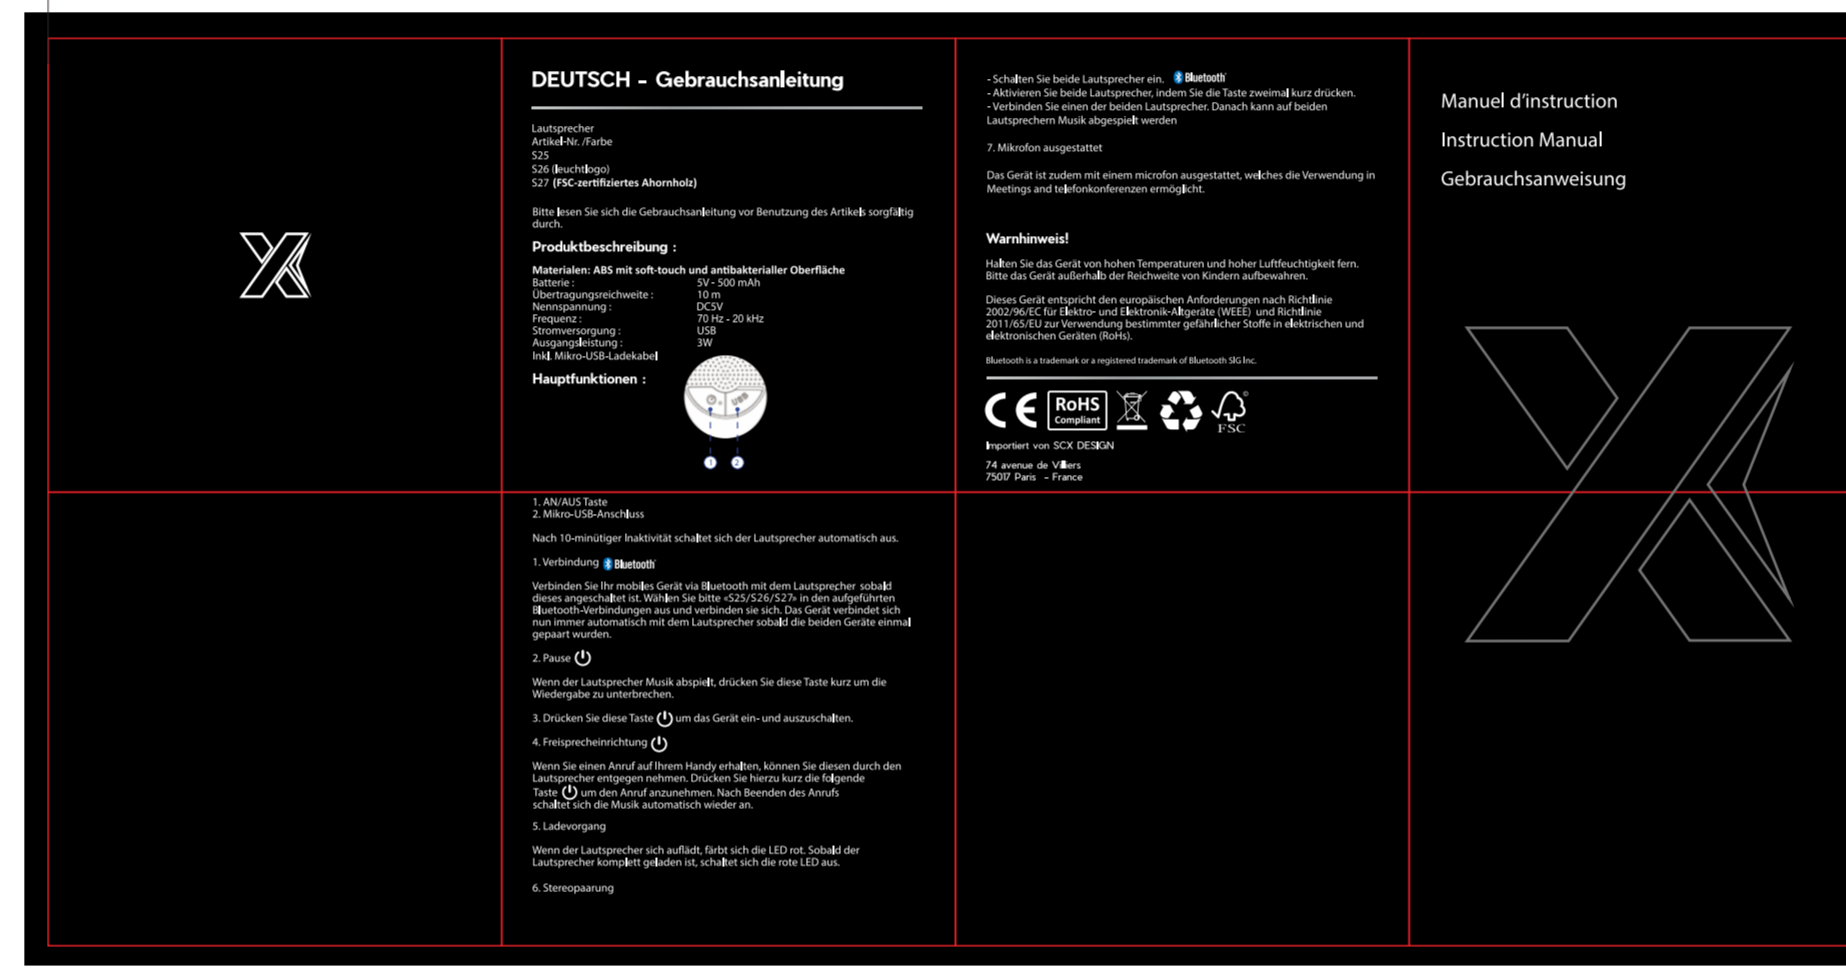 DEUTSCH - Gebrauchsanleitung
Lautsprecher
Artikel-Nr. /Farbe
S25
S26 (leuchtlogo)
S27 (FSC-zertifiziertes Ahornholz)
Bitte lesen Sie sich die Gebrauchsanleitung vor Benutzung des Artikels sorgfältig
durch.
Produktbeschreibung :
Materialen: ABS mit soft-touch und antibakterialler Oberfläche
Batterie : 5V - 500 mAh
Übertragungsreichweite : 10 m
Nennspannung : DC5V
Frequenz : 70 Hz - 20 kHz
Stromversorgung : USB
Ausgangsleistung : 3W
Inkl. Mikro-USB-Ladekabel
Hauptfunktionen :
USB
1 2
1. AN/AUS Taste
2. Mikro-USB-Anschluss
Nach 10-minütiger Inaktivität schaltet sich der Lautsprecher automatisch aus.
1. Verbindung Bluetooth
Verbinden Sie Ihr mobiles Gerät via Bluetooth mit dem Lautsprecher sobald
dieses angeschaltet ist. Wählen Sie bitte «S25/S26/S27» in den aufgeführten
Bluetooth-Verbindungen aus und verbinden sie sich. Das Gerät verbindet sich
nun immer automatisch mit dem Lautsprecher sobald die beiden Geräte einmal
gepaart wurden.
2. Pause
Wenn der Lautsprecher Musik abspielt, drücken Sie diese Taste kurz um die
Wiedergabe zu unterbrechen.
3. Drücken Sie diese Taste um das Gerät ein- und auszuschalten.
4. Freisprecheinrichtung
Wenn Sie einen Anruf auf Ihrem Handy erhalten, können Sie diesen durch den
Lautsprecher entgegen nehmen. Drücken Sie hierzu kurz die folgende
Taste um den Anruf anzunehmen. Nach Beenden des Anrufs
schaltet sich die Musik automatisch wieder an.
5. Ladevorgang
Wenn der Lautsprecher sich auflädt, färbt sich die LED rot. Sobald der
Lautsprecher komplett geladen ist, schaltet sich die rote LED aus.
6. Stereopaarung
- Schalten Sie beide Lautsprecher ein. Bluetooth
- Aktivieren Sie beide Lautsprecher, indem Sie die Taste zweimal kurz drücken.
- Verbinden Sie einen der beiden Lautsprecher. Danach kann auf beiden
Lautsprechern Musik abgespielt werden
7. Mikrofon ausgestattet
Das Gerät ist zudem mit einem microfon ausgestattet, welches die Verwendung in
Meetings and telefonkonferenzen ermöglicht.
Warnhinweis!
Halten Sie das Gerät von hohen Temperaturen und hoher Luftfeuchtigkeit fern.
Bitte das Gerät außerhalb der Reichweite von Kindern aufbewahren.
Dieses Gerät entspricht den europäischen Anforderungen nach Richtlinie
2002/96/EC für Elektro- und Elektronik-Altgeräte (WEEE) und Richtlinie
2011/65/EU zur Verwendung bestimmter gefährlicher Stoffe in elektrischen und
elektronischen Geräten (RoHs).
Bluetooth is a trademark or a registered trademark of Bluetooth SIG Inc.
CE RoHS
Compliant
FSC
Importiert von SCX DESIGN
74 avenue de Villiers
75017 Paris - France
Manuel d'instruction
Instruction Manual
Gebrauchsanweisung